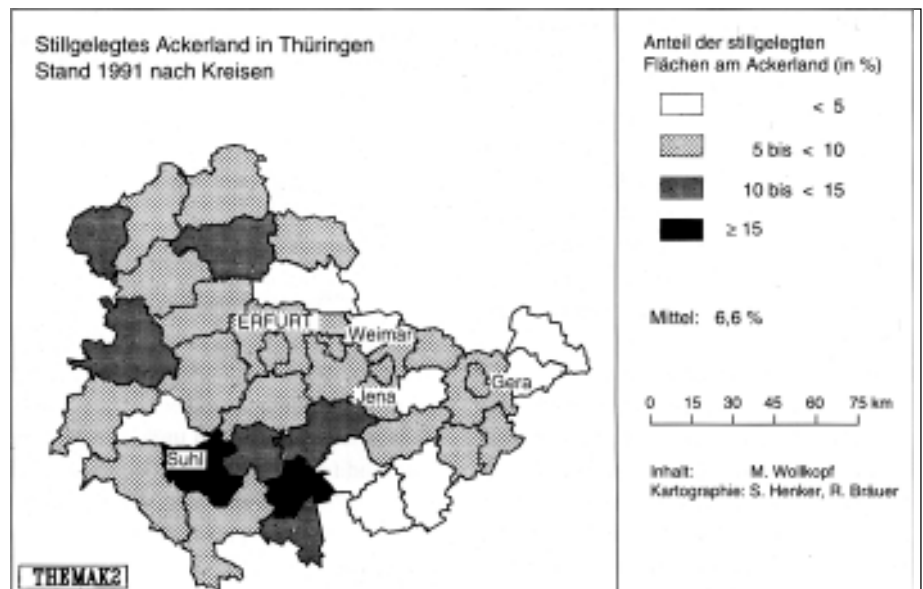 Stillgelegtes Ackerland in Thüringen
Stand 1991 nach Kreisen
ERFURT
Weimar
Jena
Gera
Suhl
THEMAK2
Anteil der stillgelegten
Flächen am Ackerland (in %)
< 5
5 bis < 10
10 bis < 15
≥ 15
Mittel: 6,6 %
0 15 30 45 60 75 km
Inhalt: M. Wollkopf
Kartographie: S. Henker, R. Bräuer